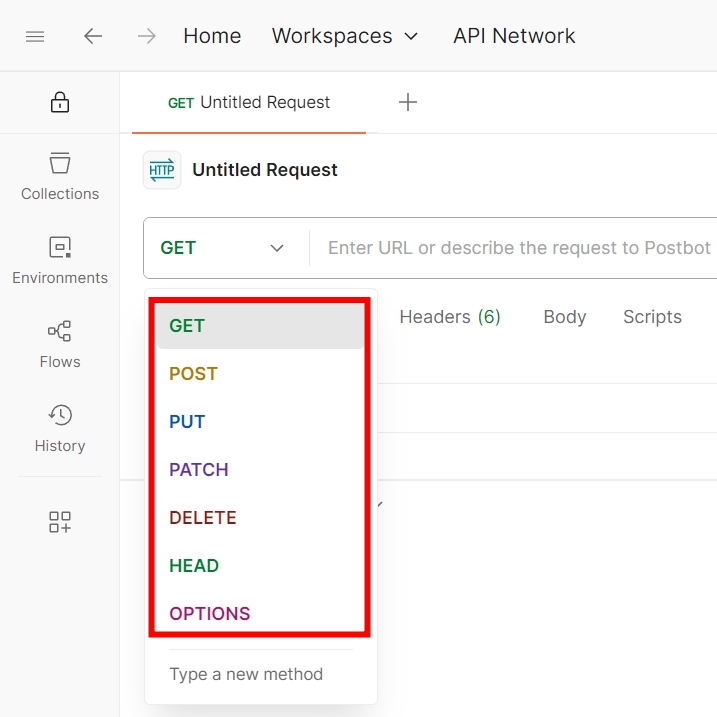 Home Workspaces API Network
GET Untitled Request
HTTP Untitled Request
Collections
GET Enter URL or describe the request to Postbot
Environments
Headers (6) Body Scripts
GET
Flows
POST
PUT
History
PATCH
DELETE
HEAD
OPTIONS
Type a new method